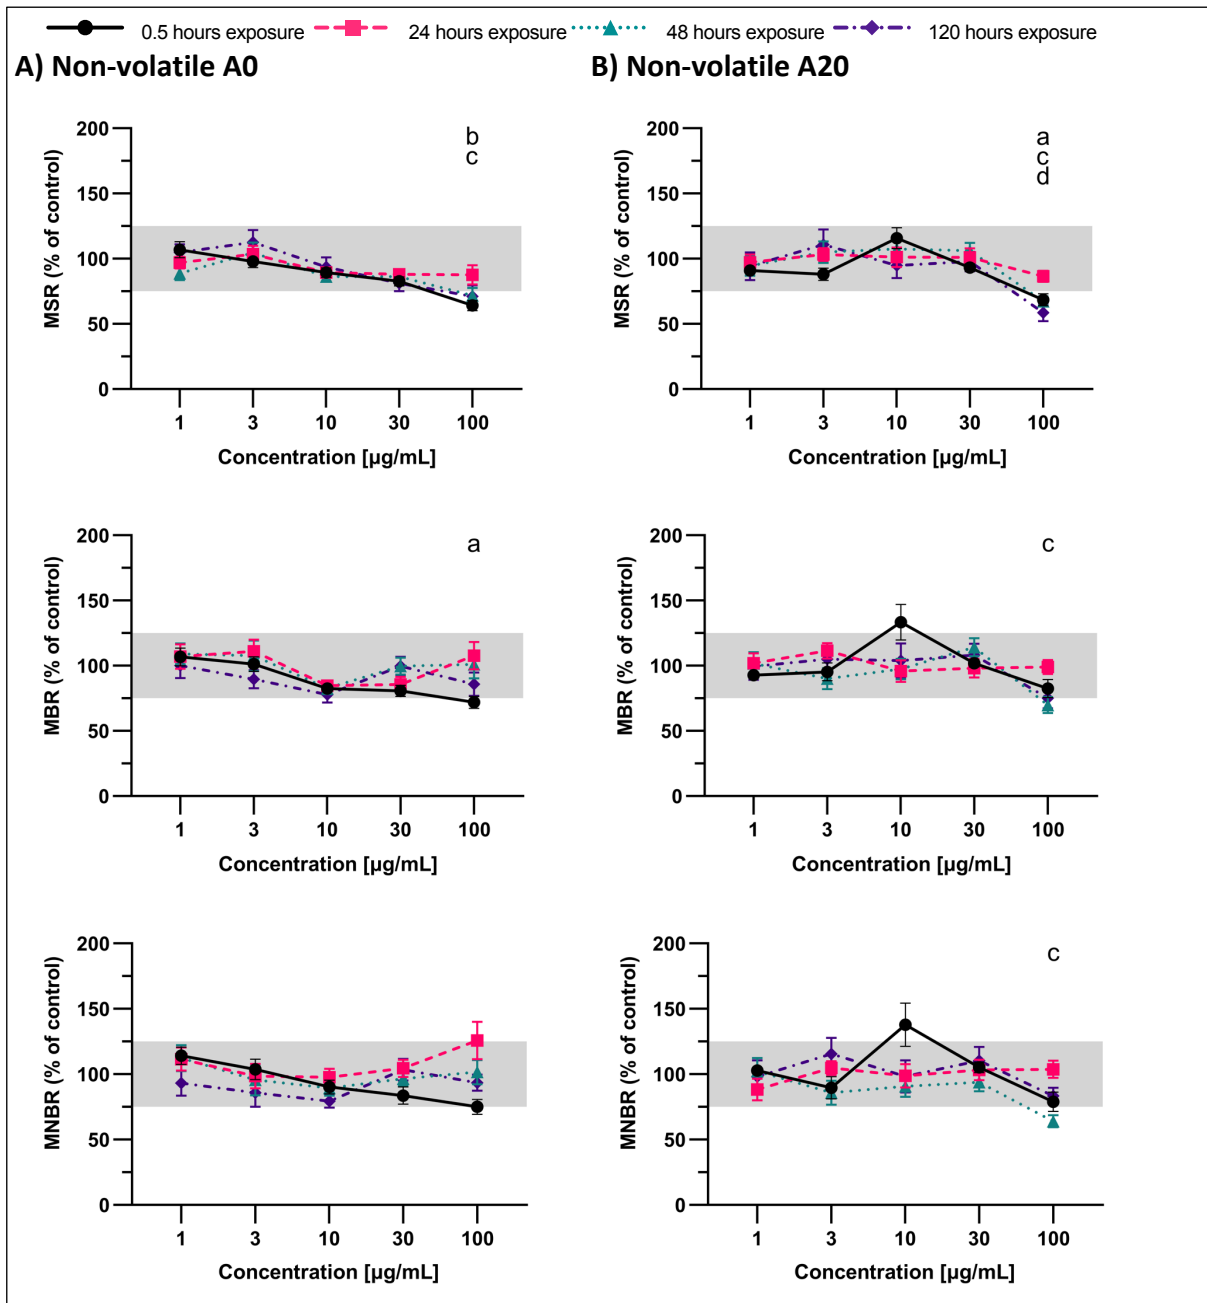 0.5 hours exposure 24 hours exposure 48 hours exposure 120 hours exposure
A) Non-volatile A0
B) Non-volatile A20
MSR (% of control)
200
150
100
50
0
b
c
1 3 10 30 100
Concentration [µg/mL]
MSR (% of control)
200
150
100
50
0
a
c
d
1 3 10 30 100
Concentration [µg/mL]
MBR (% of control)
200
150
100
50
0
a
1 3 10 30 100
Concentration [µg/mL]
MBR (% of control)
200
150
100
50
0
c
1 3 10 30 100
Concentration [µg/mL]
MNBR (% of control)
200
150
100
50
0
1 3 10 30 100
Concentration [µg/mL]
MNBR (% of control)
200
150
100
50
0
c
1 3 10 30 100
Concentration [µg/mL]